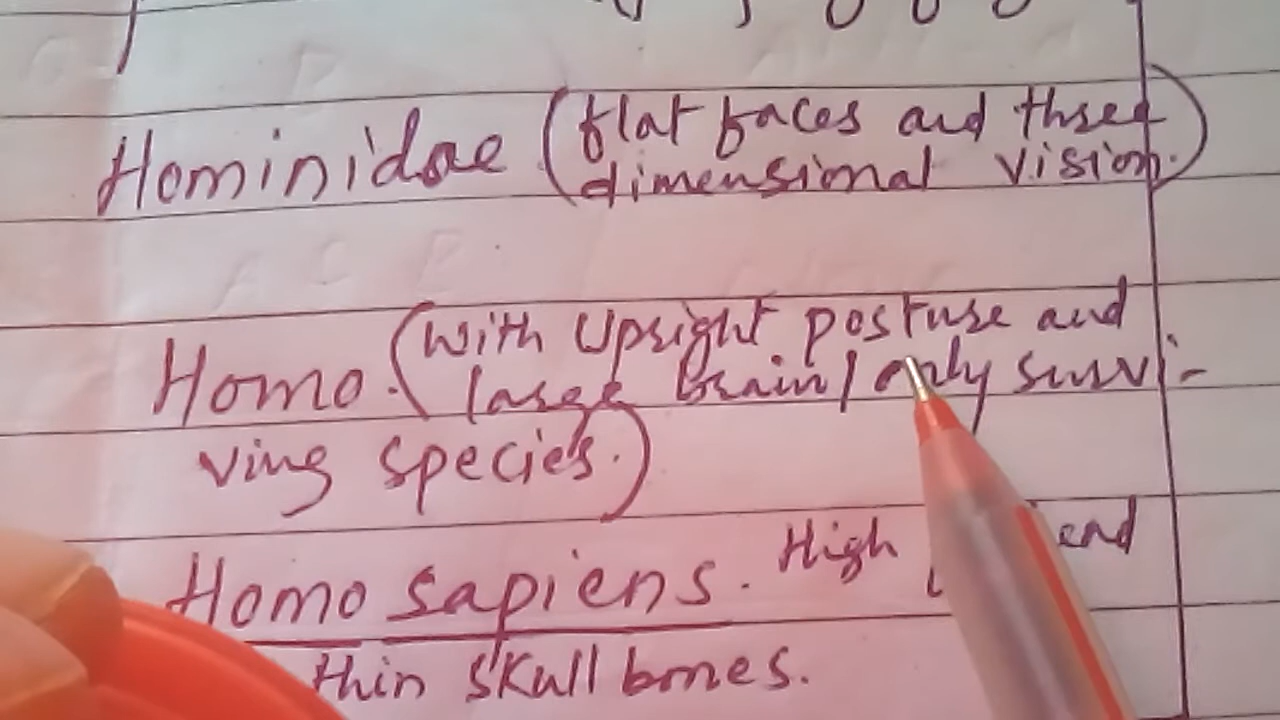 Hominidae (flat faces and three
dimensional vision.)
Homo. (with Upright posture and
large brain/only survi-
ving species.)
Homo sapiens. High end
thin skull bones.